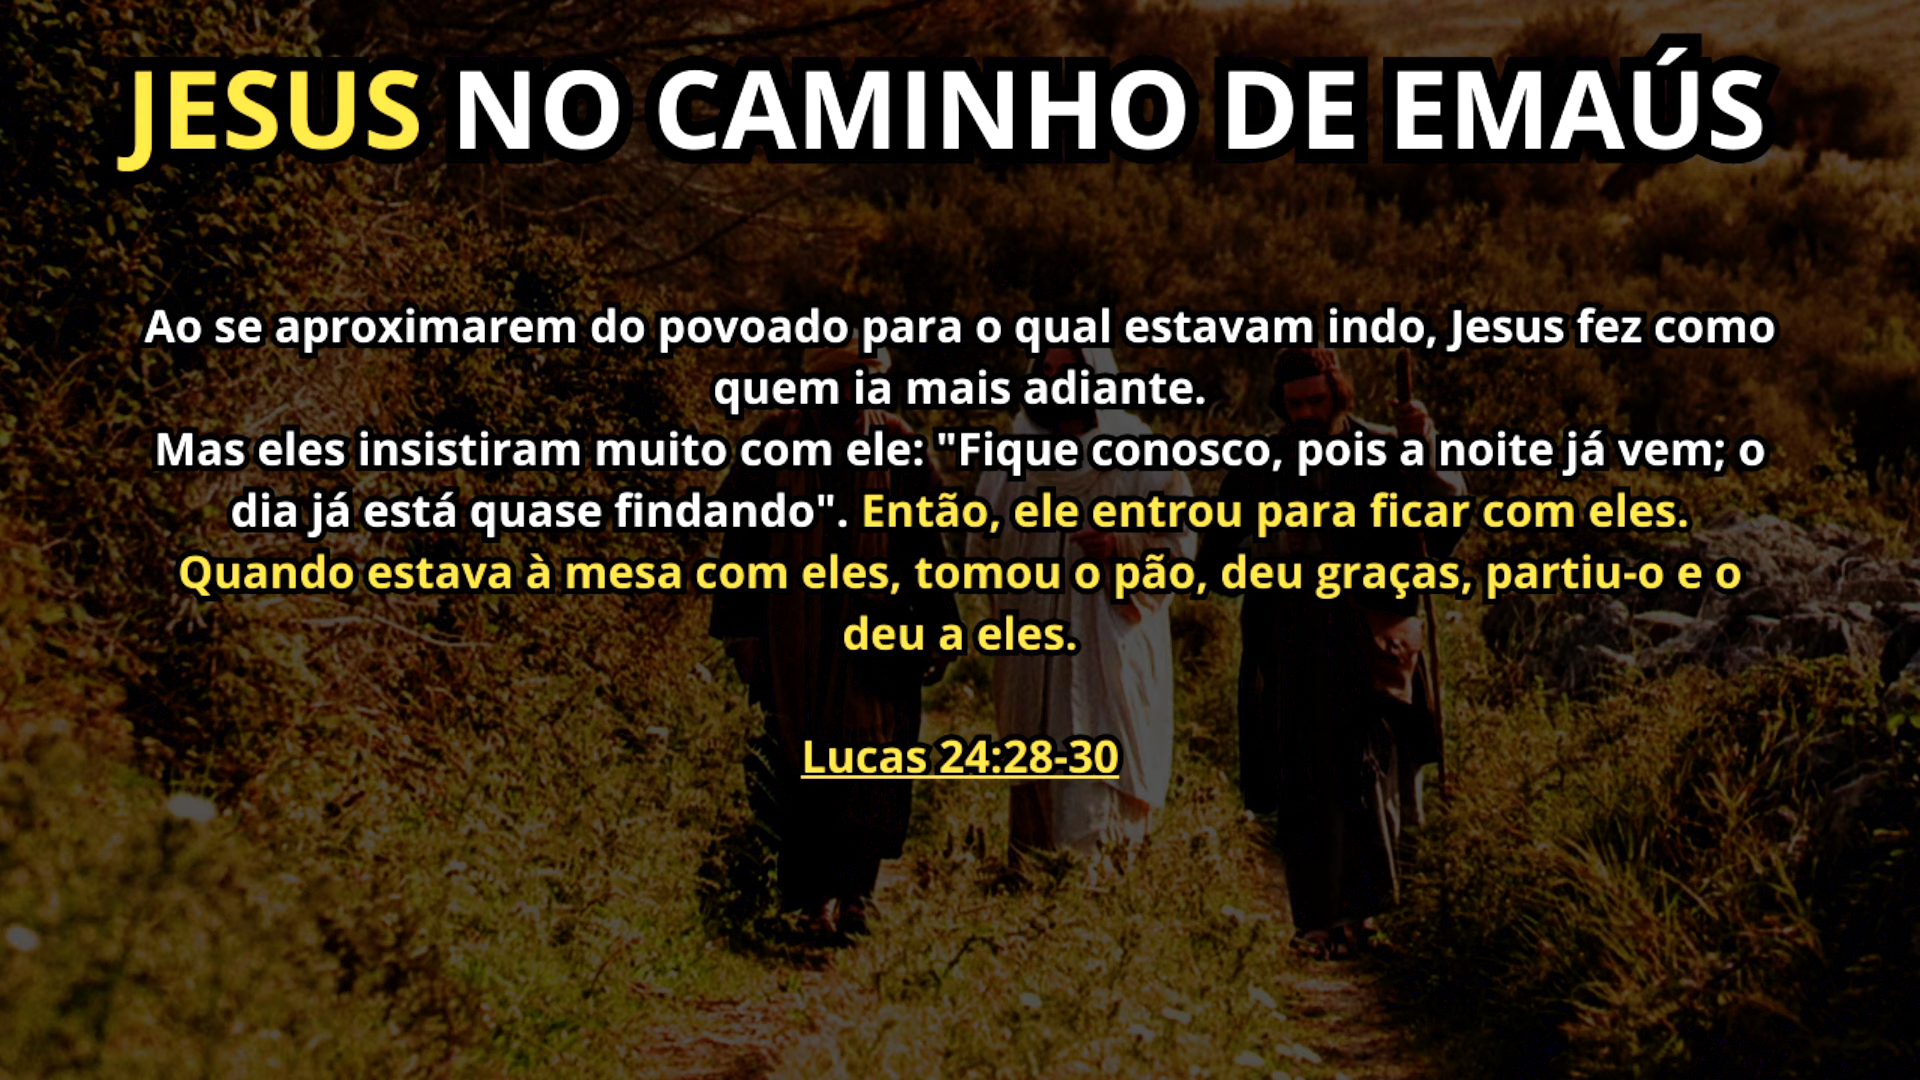 JESUS NO CAMINHO DE EMAÚS
Ao se aproximarem do povoado para o qual estavam indo, Jesus fez como
quem ia mais adiante.
Mas eles insistiram muito com ele: "Fique conosco, pois a noite já vem; o
dia já está quase findando". Então, ele entrou para ficar com eles.
Quando estava à mesa com eles, tomou o pão, deu graças, partiu-o e o
deu a eles.
Lucas 24:28-30